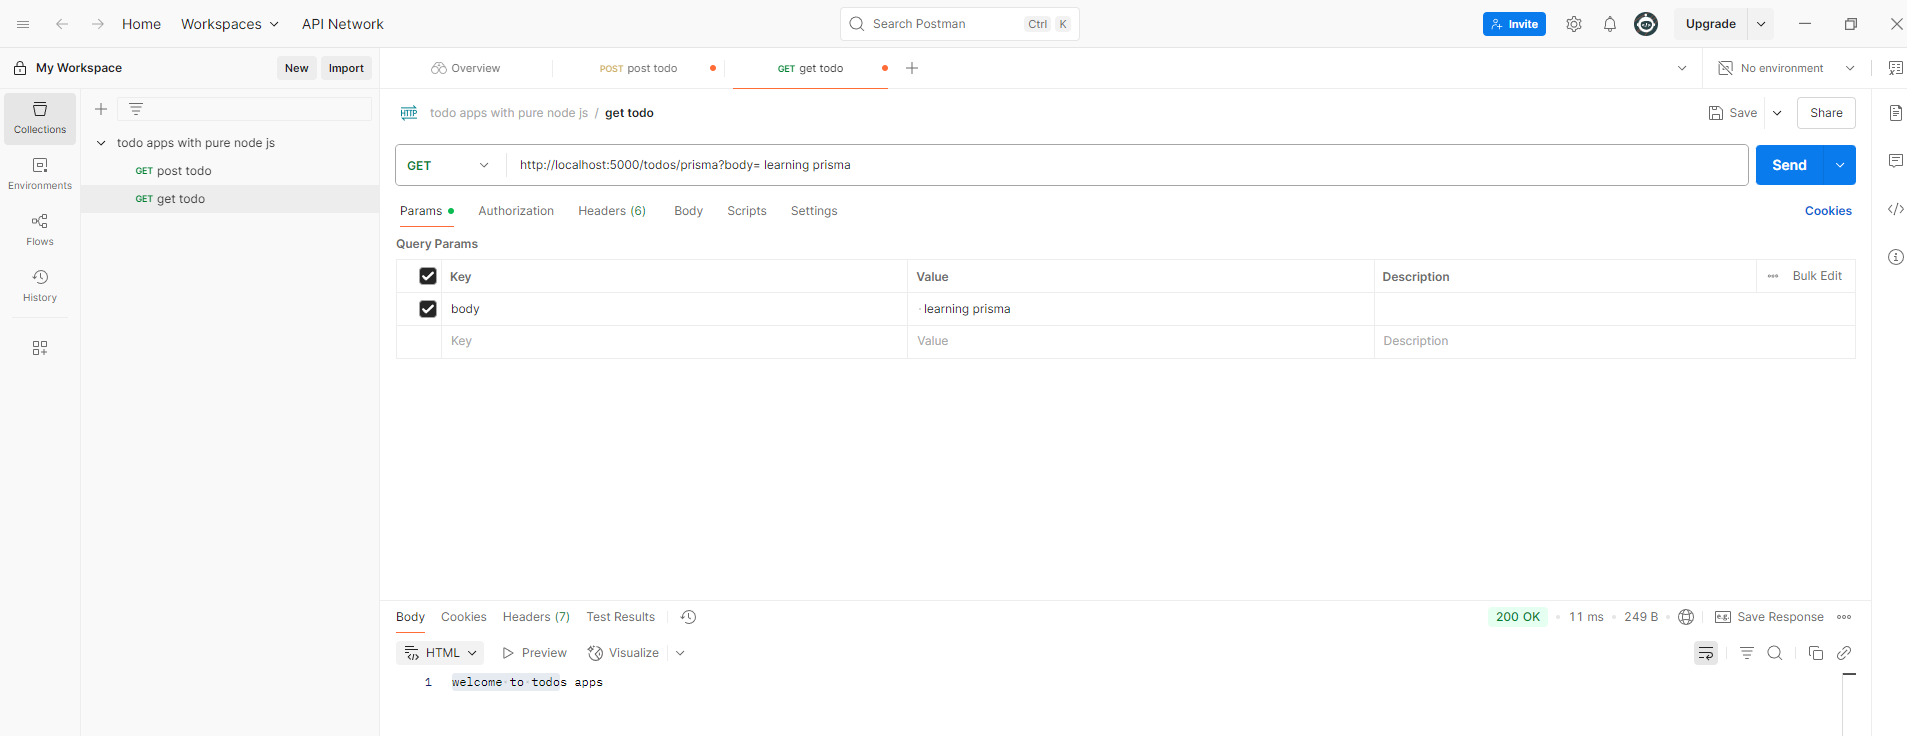 Home Workspaces API Network Search Postman Ctrl K Invite Upgrade
My Workspace New Import Overview POST post todo GET get todo No environment
Collections
Environments
Flows
History
todo apps with pure node js
GET post todo
GET get todo
HTTP todo apps with pure node js / get todo Save Share
GET http://localhost:5000/todos/prisma?body= learning prisma Send
Params Authorization Headers (6) Body Scripts Settings Cookies
Query Params
Key Value Description Bulk Edit
body learning prisma
Key Value Description
Body Cookies Headers (7) Test Results 200 OK 11 ms 249 B e.g. Save Response
HTML Preview Visualize
1 welcome to todos apps